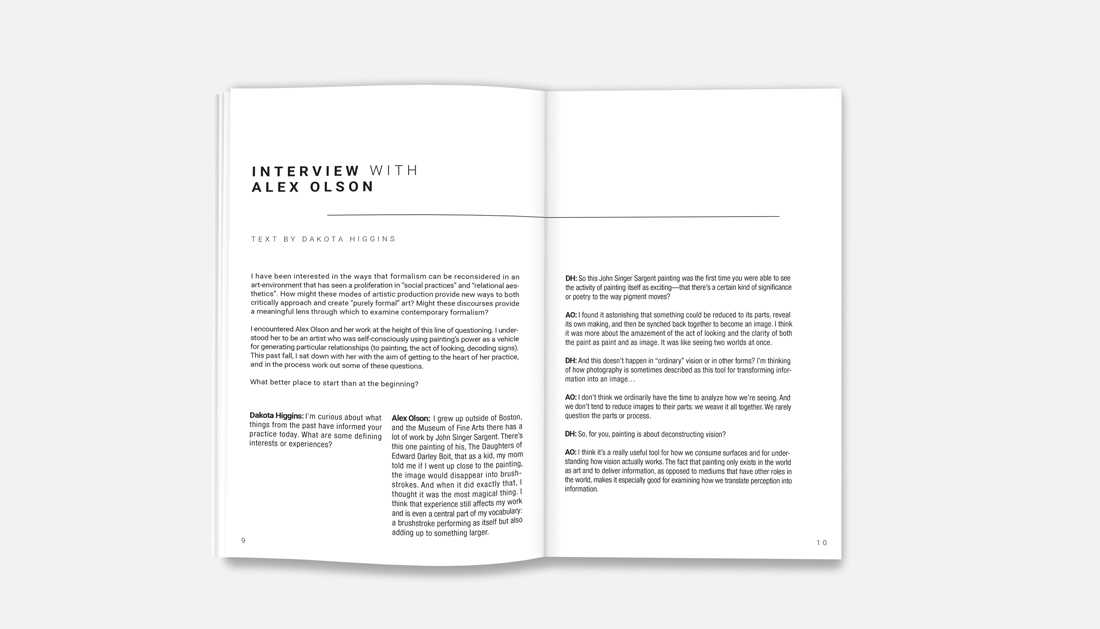 INTERVIEW WITH
ALEX OLSON
TEXT BY DAKOTA HIGGINS
I have been interested in the ways that formalism can be reconsidered in an
art-environment that has seen a proliferation in "social practices" and "relational aes-
thetics". How might these modes of artistic production provide new ways to both
critically approach and create "purely formal" art? Might these discourses provide
a meaningful lens through which to examine contemporary formalism?
I encountered Alex Olson and her work at the height of this line of questioning. I under-
stood her to be an artist who was self-consciously using painting's power as a vehicle
for generating particular relationships (to painting, the act of looking, decoding signs).
This past fall, I sat down with her with the aim of getting to the heart of her practice,
and in the process work out some of these questions.
What better place to start than at the beginning?
Dakota Higgins: I'm curious about what
things from the past have informed your
practice today. What are some defining
interests or experiences?
Alex Olson: I grew up outside of Boston,
and the Museum of Fine Arts there has a
lot of work by John Singer Sargent. There's
this one painting of his, The Daughters of
Edward Darley Boit, that as a kid, my mom
told me if I went up close to the painting,
the image would disappear into brush-
strokes. And when it did exactly that, I
thought it was the most magical thing. I
think that experience still affects my work
and is even a central part of my vocabulary:
a brushstroke performing as itself but also
adding up to something larger.
9
DH: So this John Singer Sargent painting was the first time you were able to see
the activity of painting itself as exciting—that there's a certain kind of significance
or poetry to the way pigment moves?
AO: I found it astonishing that something could be reduced to its parts, reveal
its own making, and then be synched back together to become an image. I think
it was more about the amazement of the act of looking and the clarity of both
the paint as paint and as image. It was like seeing two worlds at once.
DH: And this doesn't happen in "ordinary" vision or in other forms? I'm thinking
of how photography is sometimes described as this tool for transforming infor-
mation into an image…
AO: I don't think we ordinarily have the time to analyze how we're seeing. And
we don't tend to reduce images to their parts: we weave it all together. We rarely
question the parts or process.
DH: So, for you, painting is about deconstructing vision?
AO: I think it's a really useful tool for how we consume surfaces and for under-
standing how vision actually works. The fact that painting only exists in the world
as art and to deliver information, as opposed to mediums that have other roles in
the world, makes it especially good for examining how we translate perception into
information.
10